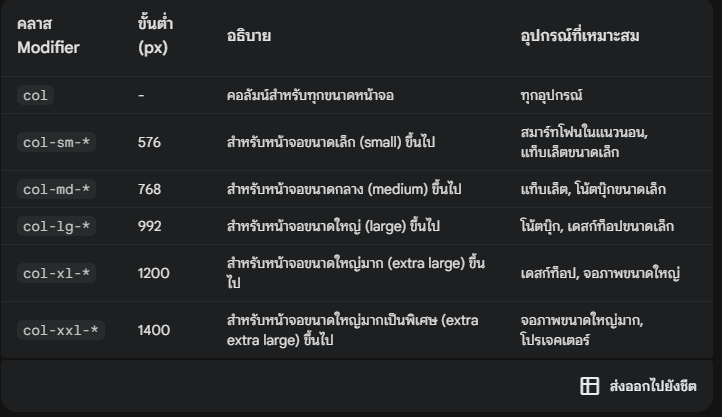 คลาส Modifier
ขั้นต่ำ (px)
อธิบาย
อุปกรณ์ที่เหมาะสม
col
-
คอลัมน์สำหรับทุกขนาดหน้าจอ
ทุกอุปกรณ์
col-sm-*
576
สำหรับหน้าจอขนาดเล็ก (small) ขึ้นไป
สมาร์ทโฟนในแนวนอน,
แท็บเล็ตขนาดเล็ก
col-md-*
768
สำหรับหน้าจอขนาดกลาง (medium) ขึ้นไป
แท็บเล็ต, โน้ตบุ๊กขนาดเล็ก
col-lg-*
992
สำหรับหน้าจอขนาดใหญ่ (large) ขึ้นไป
โน้ตบุ๊ก, เดสก์ท็อปขนาดเล็ก
col-xl-*
1200
สำหรับหน้าจอขนาดใหญ่มาก (extra large) ขึ้น
ไป
เดสก์ท็อป, จอภาพขนาดใหญ่
col-xxl-*
1400
สำหรับหน้าจอขนาดใหญ่มากเป็นพิเศษ (extra
extra large) ขึ้นไป
จอภาพขนาดใหญ่มาก,
โปรเจคเตอร์
ส่งออกไปยังชีต